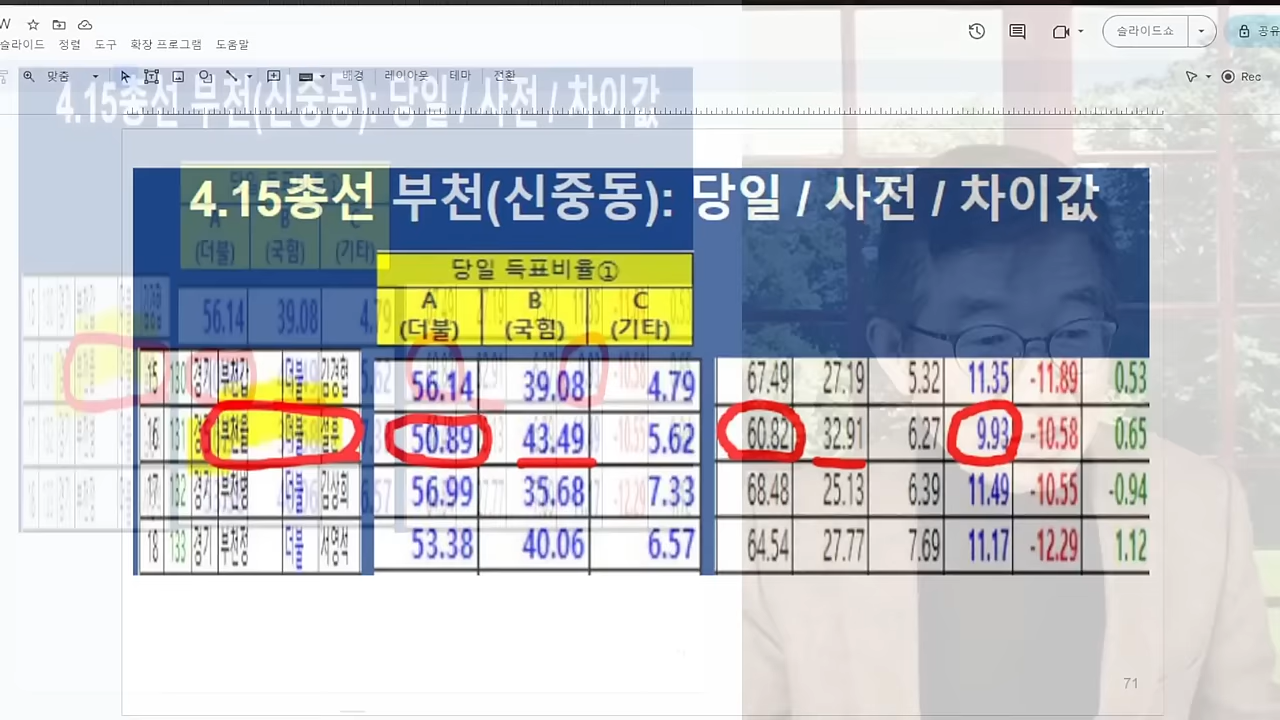 슬라이드 정렬 도구 확장 프로그램 도움말
슬라이드쇼
공유
맞춤 배경 레이아웃 테마 전환
Rec
4.15총선 부천(신중동): 당일 / 사전 / 차이값
4.15총선 부천(신중동): 당일 / 사전 / 차이값
당일 득표비율①
A B C
(더불) (국힘) (기타)
A B C
(더불) (국힘) (기타)
56.14 39.08 4.79
15 130 경기 부천갑 더불 김경협 56.14 39.08 4.79 67.49 27.19 5.32 11.35 -11.89 0.53
16 131 경기 부천을 더불 설훈 50.89 43.49 5.62 60.82 32.91 6.27 9.93 -10.58 0.65
17 132 경기 부천병 더불 김상희 56.99 35.68 7.33 68.48 25.13 6.39 11.49 -10.55 -0.94
18 133 경기 부천정 더불 서영석 53.38 40.06 6.57 64.54 27.77 7.69 11.17 -12.29 1.12
71